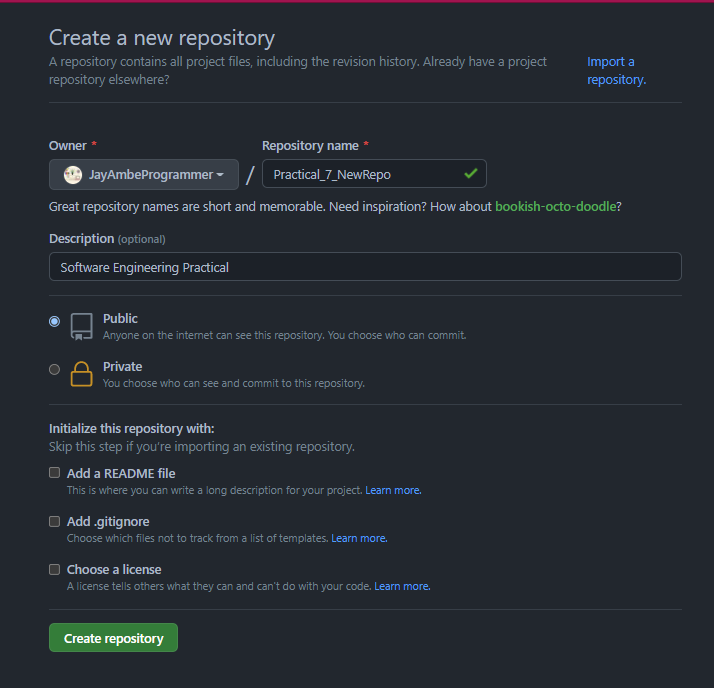 Create a new repository
A repository contains all project files, including the revision history. Already have a project
repository elsewhere?
Import a
repository.
Owner *
Repository name *
JayAmbeProgrammer
/
Practical_7_NewRepo
Great repository names are short and memorable. Need inspiration? How about bookish-octo-doodle?
Description (optional)
Software Engineering Practical
Public
Anyone on the internet can see this repository. You choose who can commit.
Private
You choose who can see and commit to this repository.
Initialize this repository with:
Skip this step if you're importing an existing repository.
Add a README file
This is where you can write a long description for your project. Learn more.
Add .gitignore
Choose which files not to track from a list of templates. Learn more.
Choose a license
A license tells others what they can and can't do with your code. Learn more.
Create repository